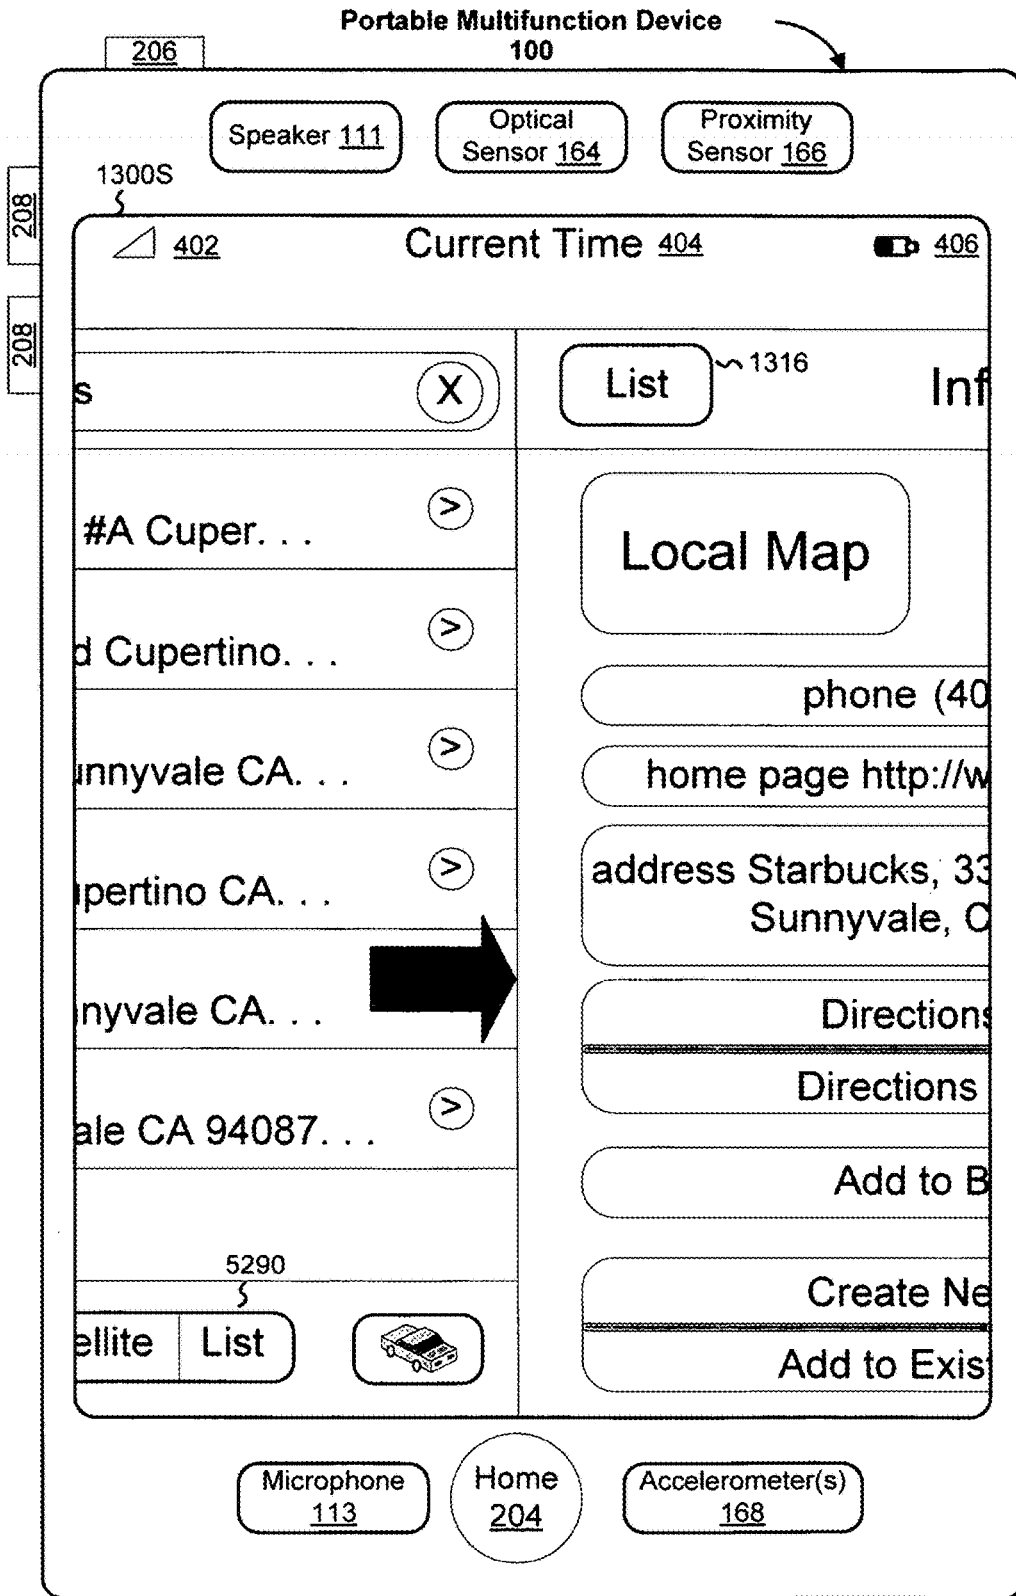 Portable Multifunction Device
100
206
Speaker 111
Optical
Sensor 164
Proximity
Sensor 166
1300S
208
208
402
Current Time 404
406
s
X
List
1316
Inf
#A Cuper. . .
>
Local Map
d Cupertino. . .
>
phone (40
unnyvale CA. . .
>
home page http://w
upertino CA. . .
>
address Starbucks, 33
Sunnyvale, C
nnyvale CA. . .
Directions
Directions
ale CA 94087. . .
>
Add to B
5290
ellite
List
Create Ne
Add to Exis
Microphone
113
Home
204
Accelerometer(s)
168